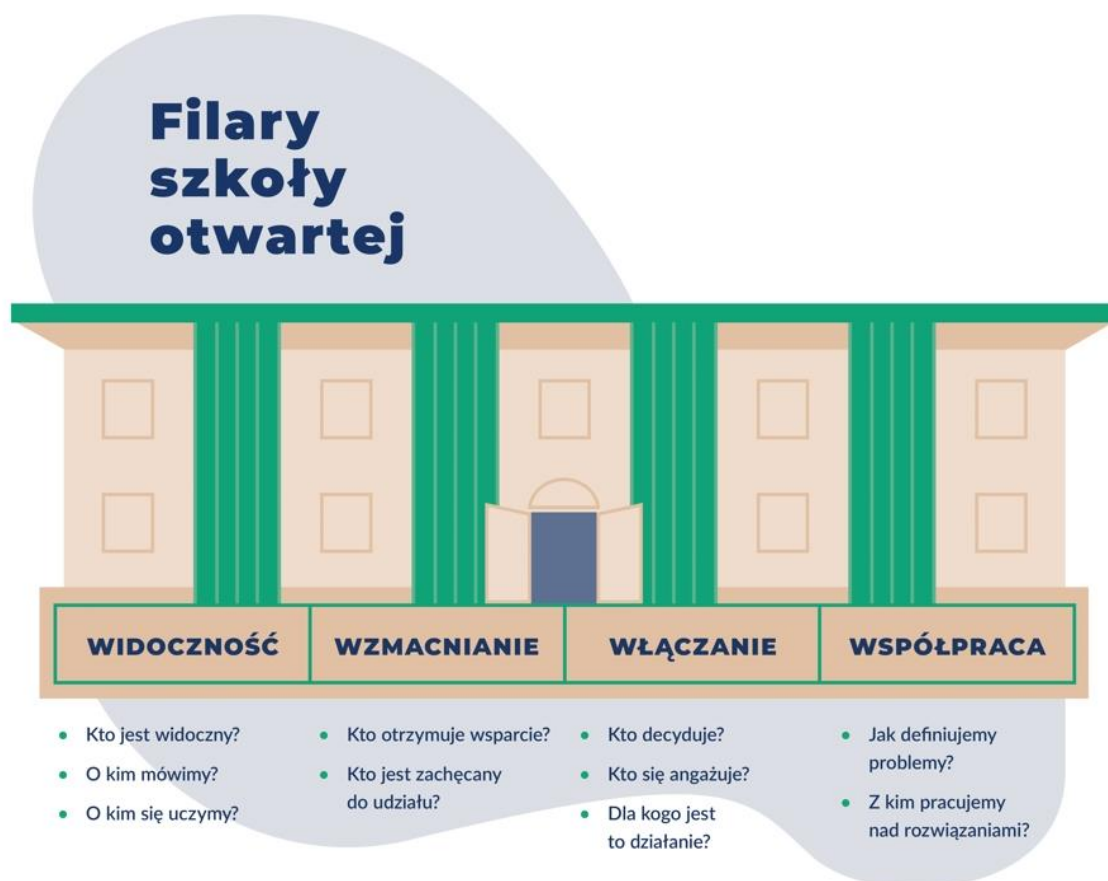 Filary
szkoły
otwartej
WIDOCZNOŚĆ
WZMACNIANIE
WŁĄCZANIE
WSPÓŁPRACA
• Kto jest widoczny?
• O kim mówimy?
• O kim się uczymy?
• Kto otrzymuje wsparcie?
• Kto jest zachęcany
do udziału?
• Kto decyduje?
• Kto się angażuje?
• Dla kogo jest
to działanie?
• Jak definiujemy
problemy?
• Z kim pracujemy
nad rozwiązaniami?